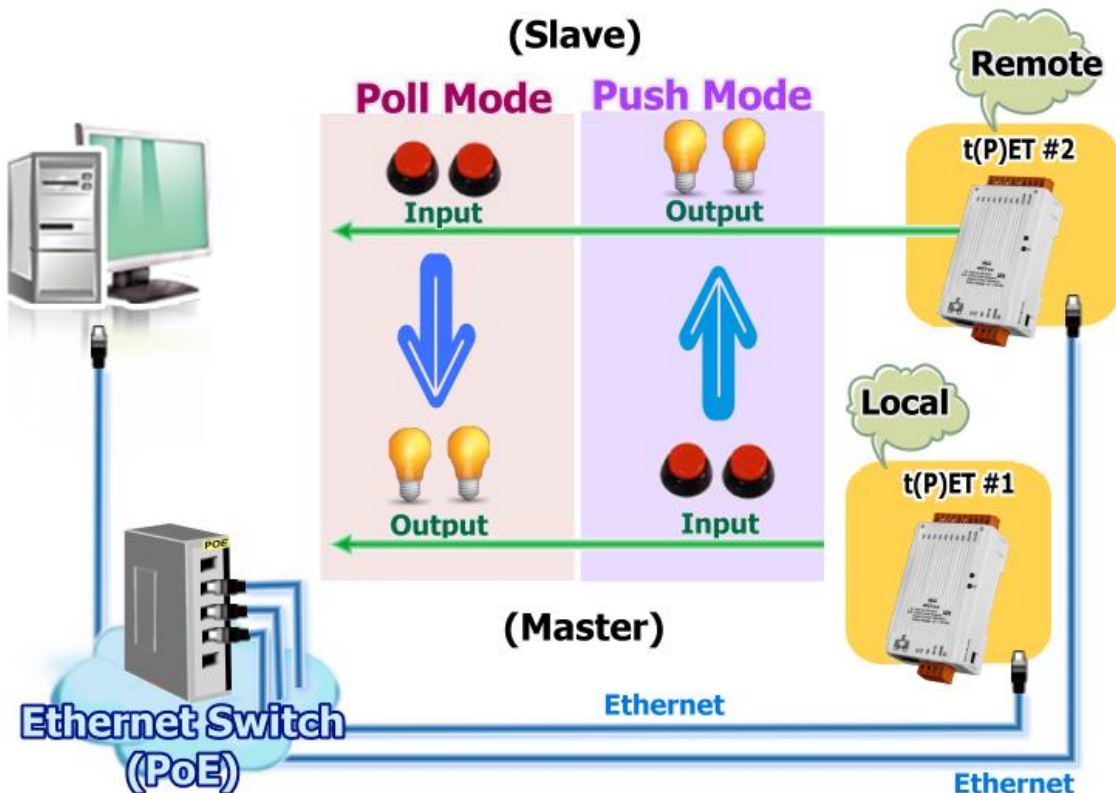 (Slave)
Remote
Poll Mode
Push Mode
t(P)ET #2
Input
Output
Local
t(P)ET #1
Output
Input
POE
(Master)
Ethernet Switch
(PoE)
Ethernet
Ethernet